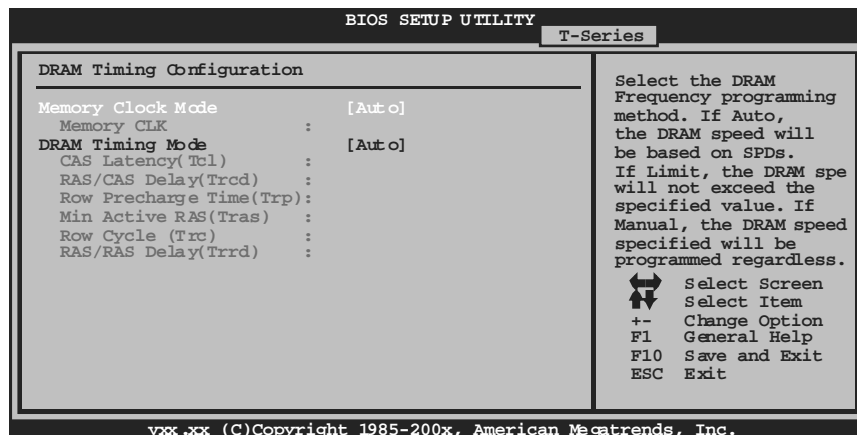 BIOS SETUP UTILITY
T-Series
DRAM Timing Configuration
Memory Clock Mode [Auto]
Memory CLK :
DRAM Timing Mode [Auto]
CAS Latency(Tcl) :
RAS/CAS Delay(Trcd) :
Row Precharge Time(Trp):
Min Active RAS(Tras) :
Row Cycle (Trc) :
RAS/RAS Delay(Trrd) :
Select the DRAM
Frequency programming
method. If Auto,
the DRAM speed will
be based on SPDs.
If Limit, the DRAM spe
will not exceed the
specified value. If
Manual, the DRAM speed
specified will be
programmed regardless.
Select Screen
Select Item
+- Change Option
F1 General Help
F10 Save and Exit
ESC Exit
vxx.xx (C)Copyright 1985-200x, American Megatrends, Inc.